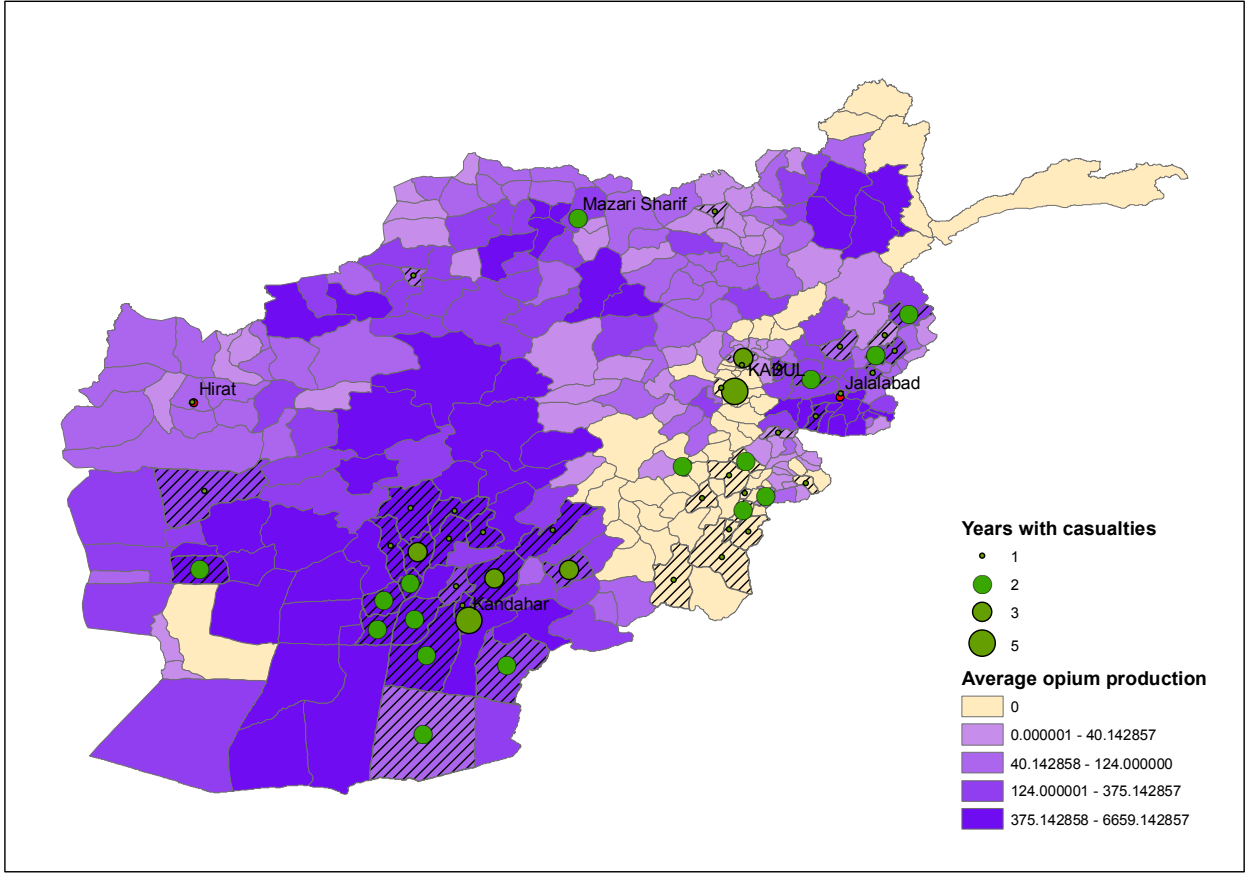 Mazari Sharif
Hirat
KABUL
Jalalabad
Kandahar
Years with casualties
1
2
3
5
Average opium production
0
0.000001 - 40.142857
40.142858 - 124.000000
124.000001 - 375.142857
375.142858 - 6659.142857